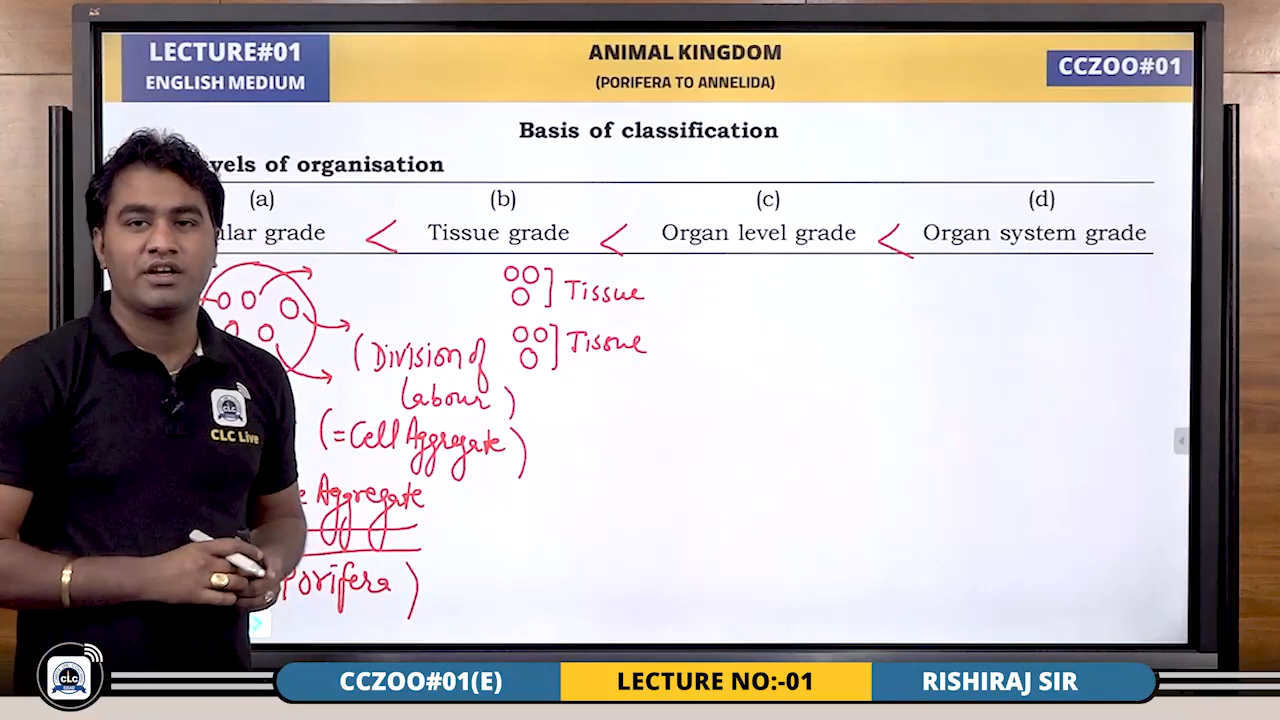 LECTURE#01
ENGLISH MEDIUM
ANIMAL KINGDOM
(PORIFERA TO ANNELIDA)
CCZOO#01
Basis of classification
vels of organisation
(a) (b) (c) (d)
lar grade < Tissue grade < Organ level grade < Organ system grade
] Tissue
] Tissue
(Division of
Labour)
(= Cell Aggregate)
Aggregate
Porifera)
CLC Live
CLC
CCZOO#01(E)
LECTURE NO:-01
RISHIRAJ SIR